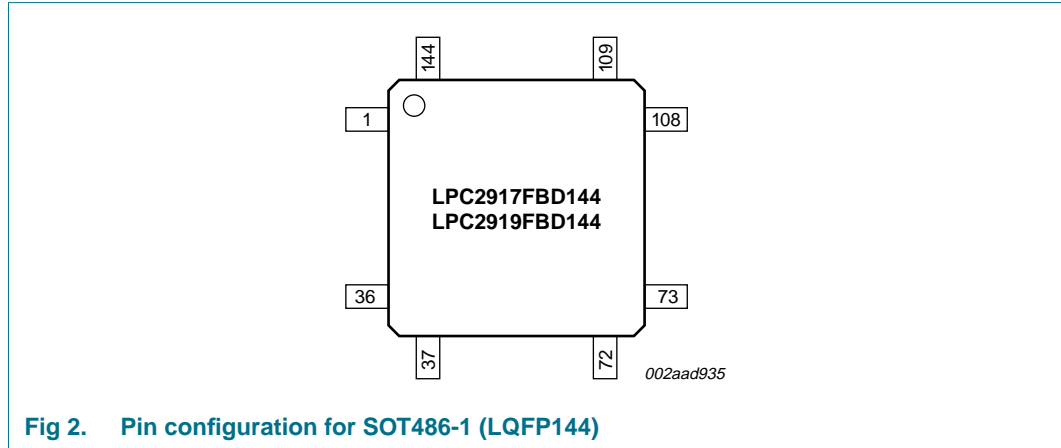 144
109
1
108
LPC2917FBD144
LPC2919FBD144
36
73
37
72
002aad935
Fig 2. Pin configuration for SOT486-1 (LQFP144)